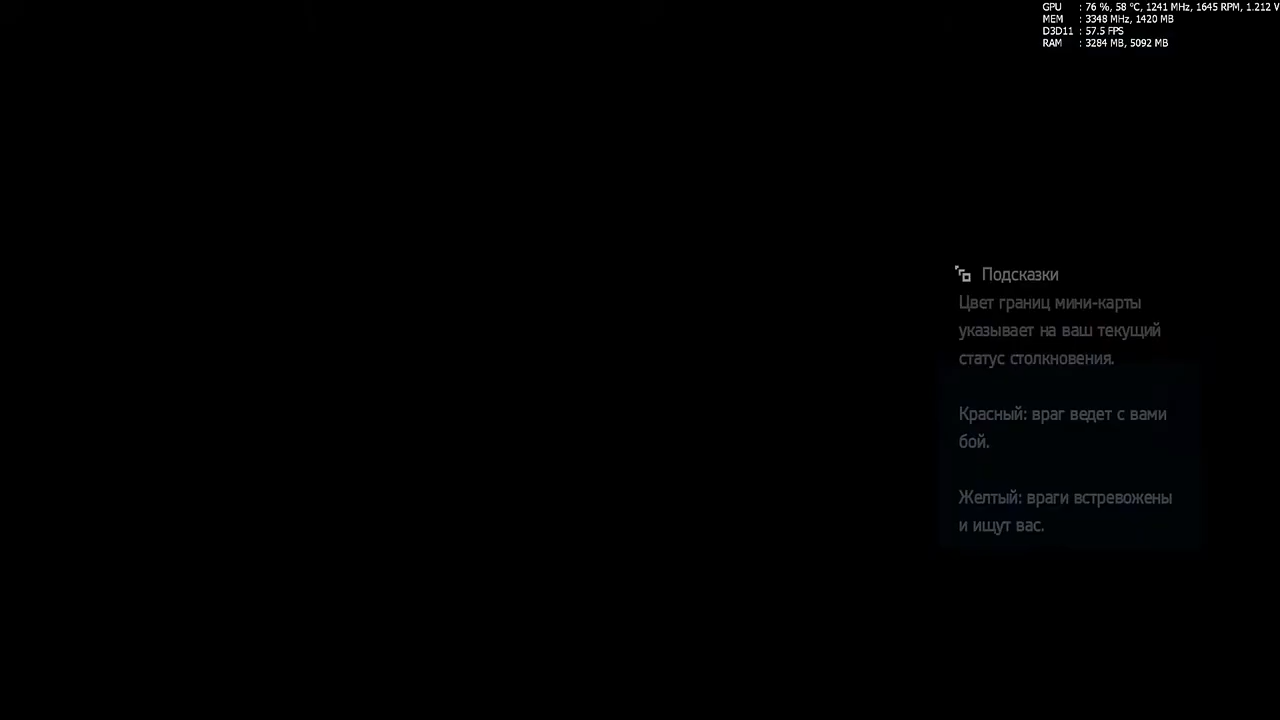 GPU : 76 %, 58 °C, 1241 MHz, 1645 RPM, 1.212 V
MEM : 3348 MHz, 1420 MB
D3D11 : 57.5 FPS
RAM : 3284 MB, 5092 MB
Подсказки
Цвет границ мини-карты
указывает на ваш текущий
статус столкновения.
Красный: враг ведет с вами
бой.
Желтый: враги встревожены
и ищут вас.